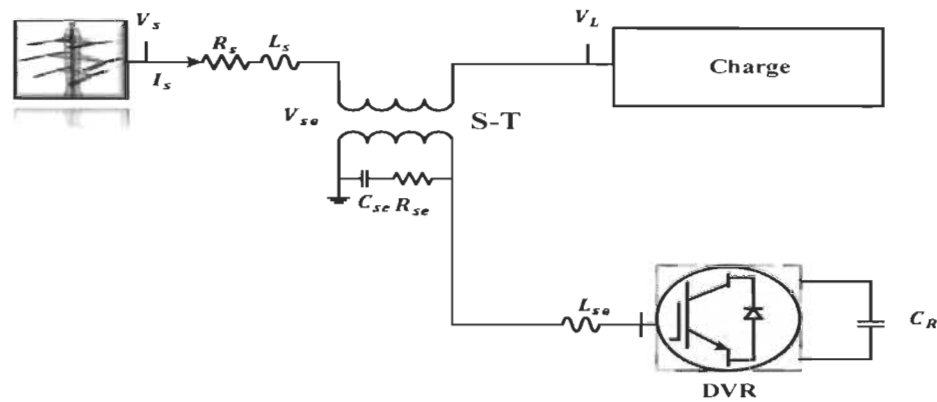 V_s
I_s
R_s
L_s
V_L
Charge
V_se
S-T
C_se R_se
L_se
C_R
DVR